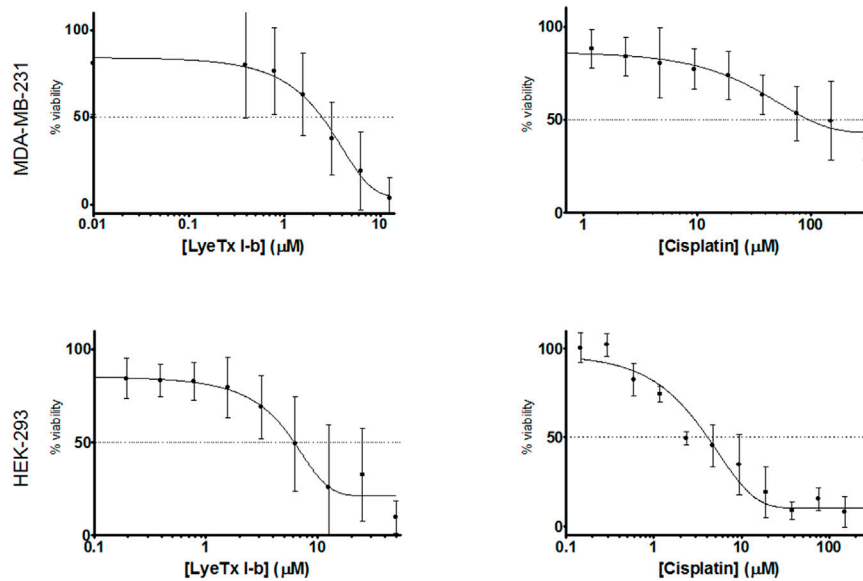 MDA-MB-231
100
50
0
% viability
0.01 0.1 1 10
[LyeTx I-b] (μM)
100
50
0
% viability
1 10 100
[Cisplatin] (μM)
HEK-293
100
50
0
% viability
0.1 1 10
[LyeTx I-b] (μM)
100
50
0
% viability
0.1 1 10 100
[Cisplatin] (μM)